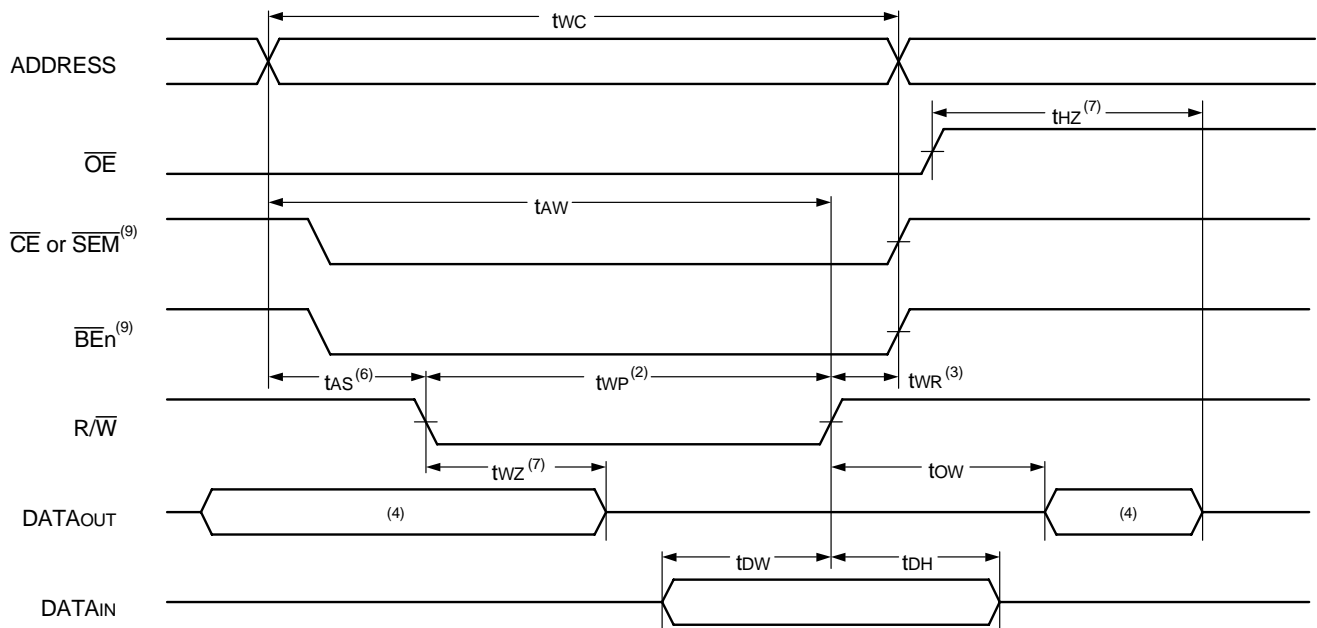 tWC
ADDRESS
tHZ(7)
OE
tAW
CE or SEM(9)
BEn(9)
tAS(6) tWP(2) tWR(3)
R/W
tWZ(7) tOW
DATAOUT (4) (4)
tDW tDH
DATAIN